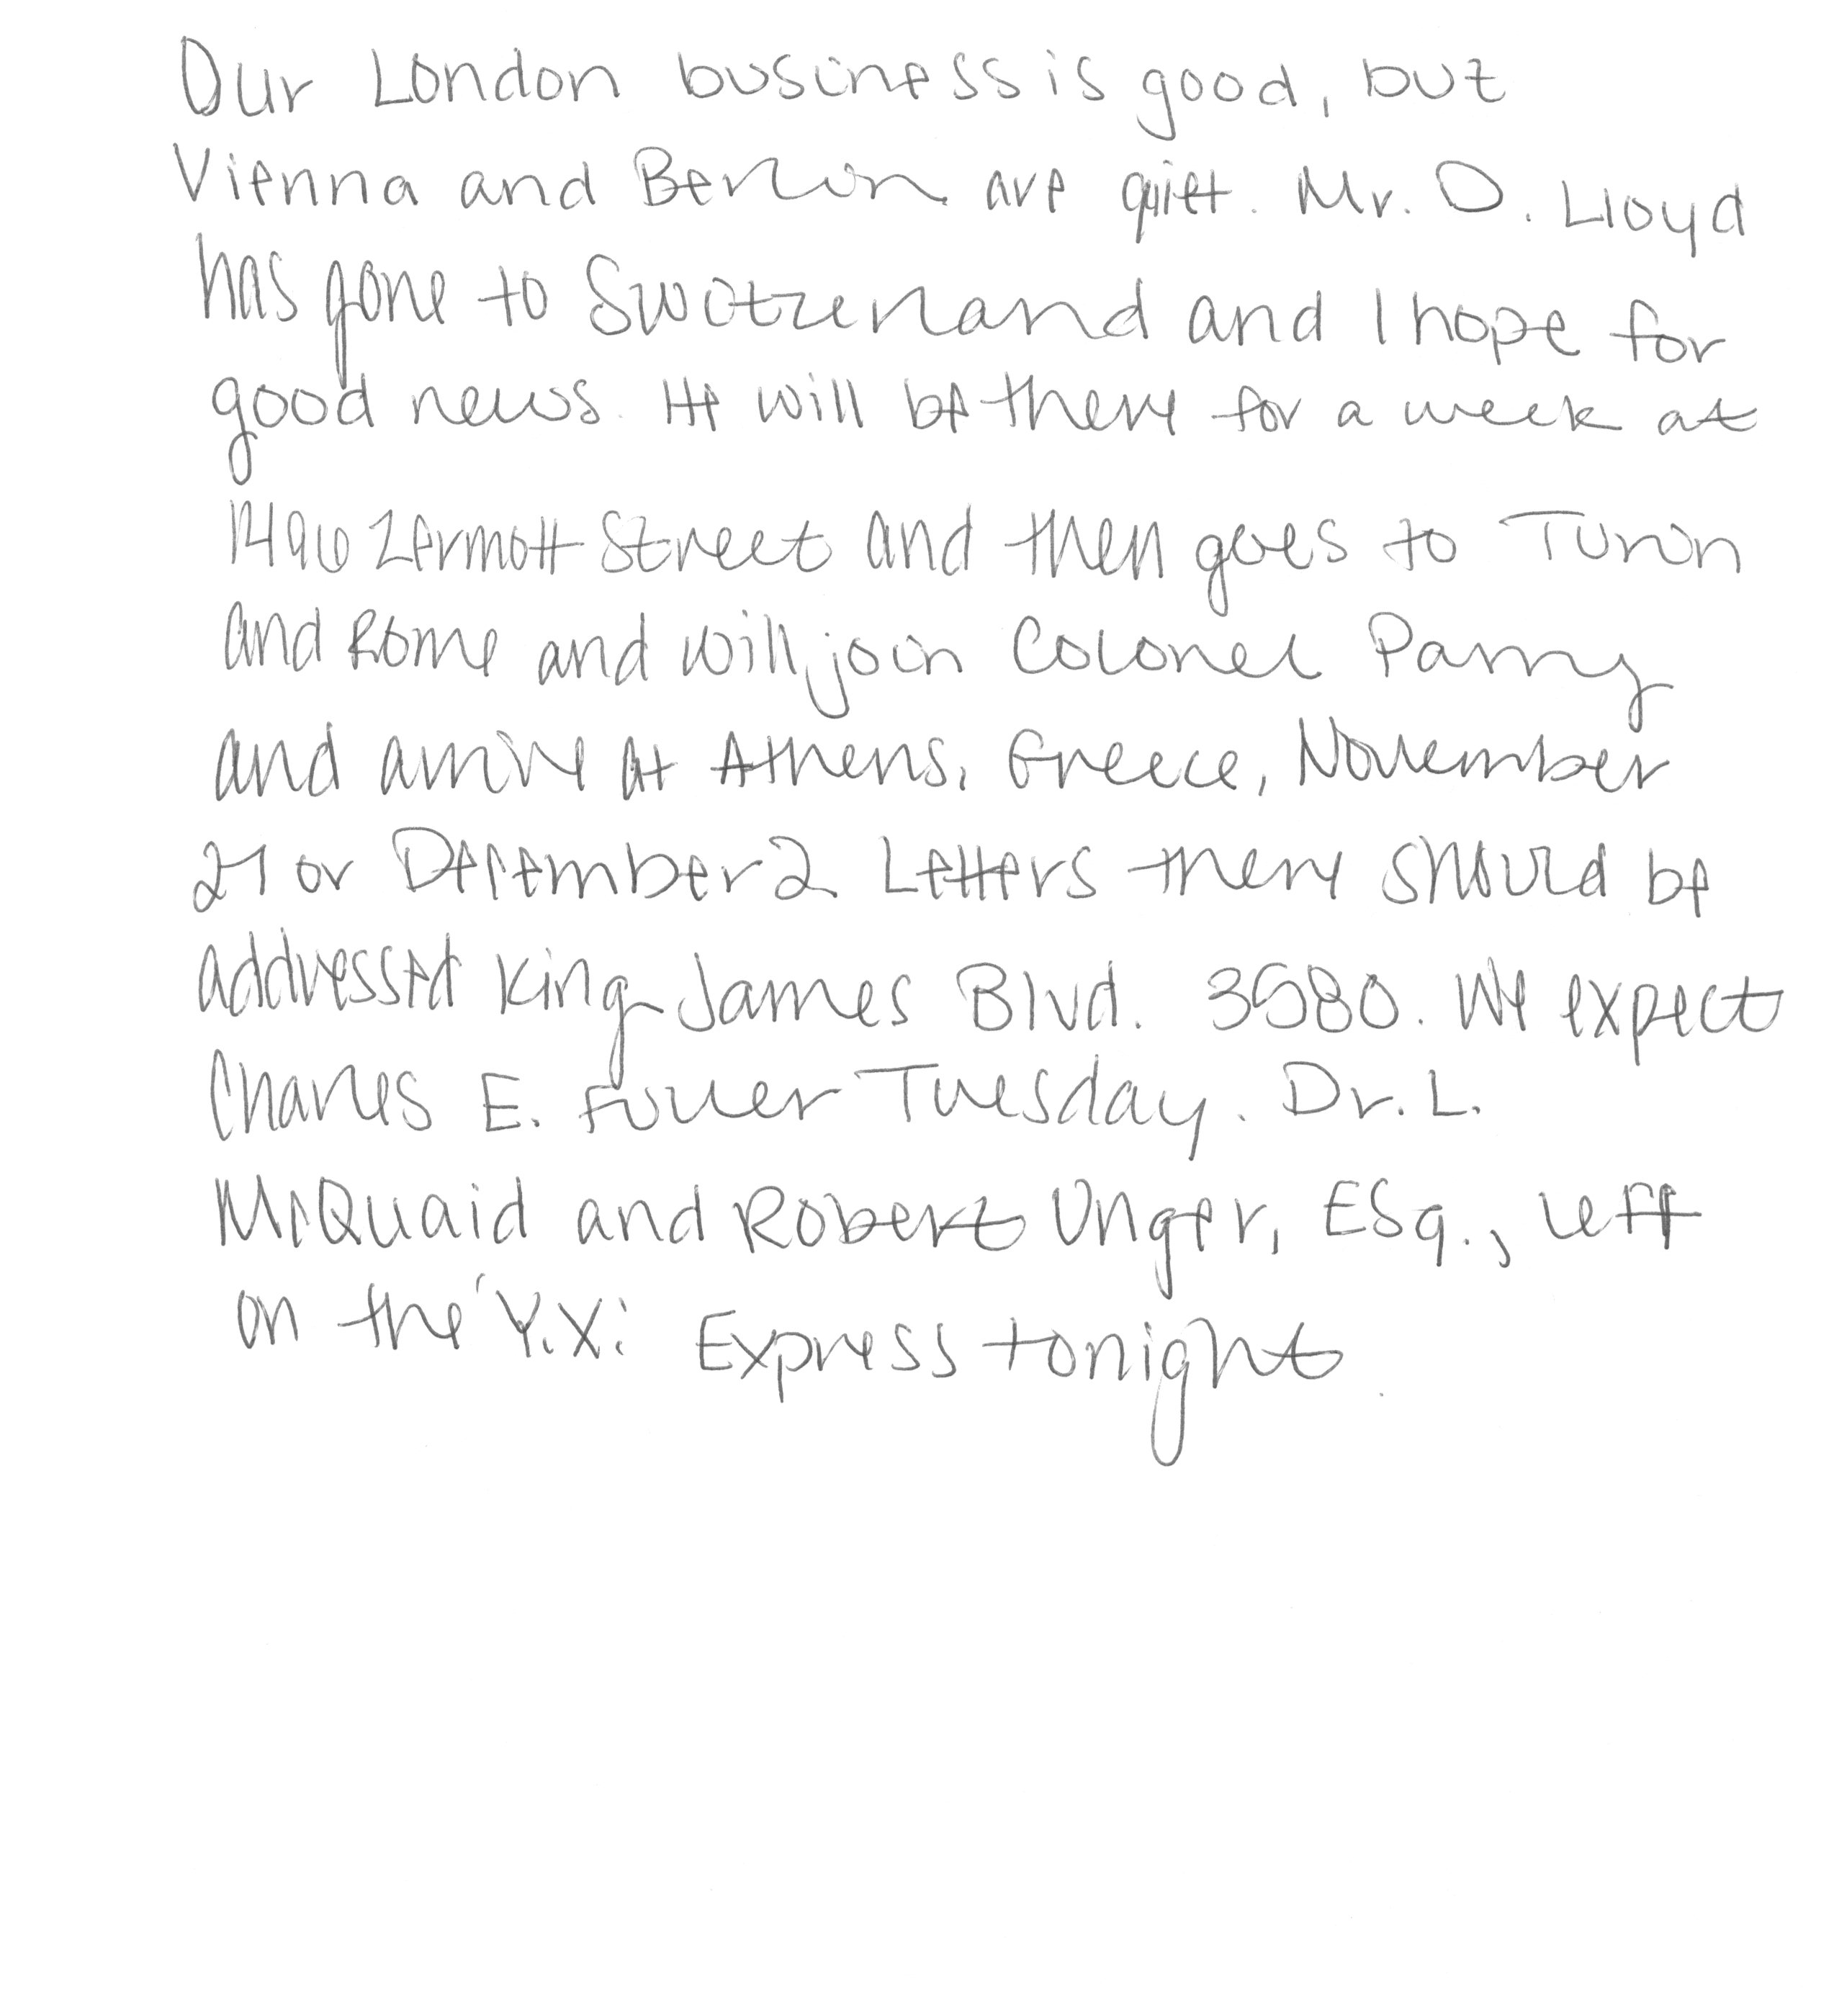 Our London business is good, but
Vienna and Berlin are quiet. Mr. D. Lloyd
has gone to Switzerland and I hope for
good news. He will be there for a week at
1496 Zermott Street and then goes to Turin
and Rome and will join Colonel Parry
and arrive at Athens, Greece, November
27 or December 2. Letters there should be
addressed King James Blvd. 3580. We expect
Charles E. Fuller Tuesday. Dr. L.
McQuaid and Robert Unger, Esq., left
on the 'Y.X.' Express tonight.